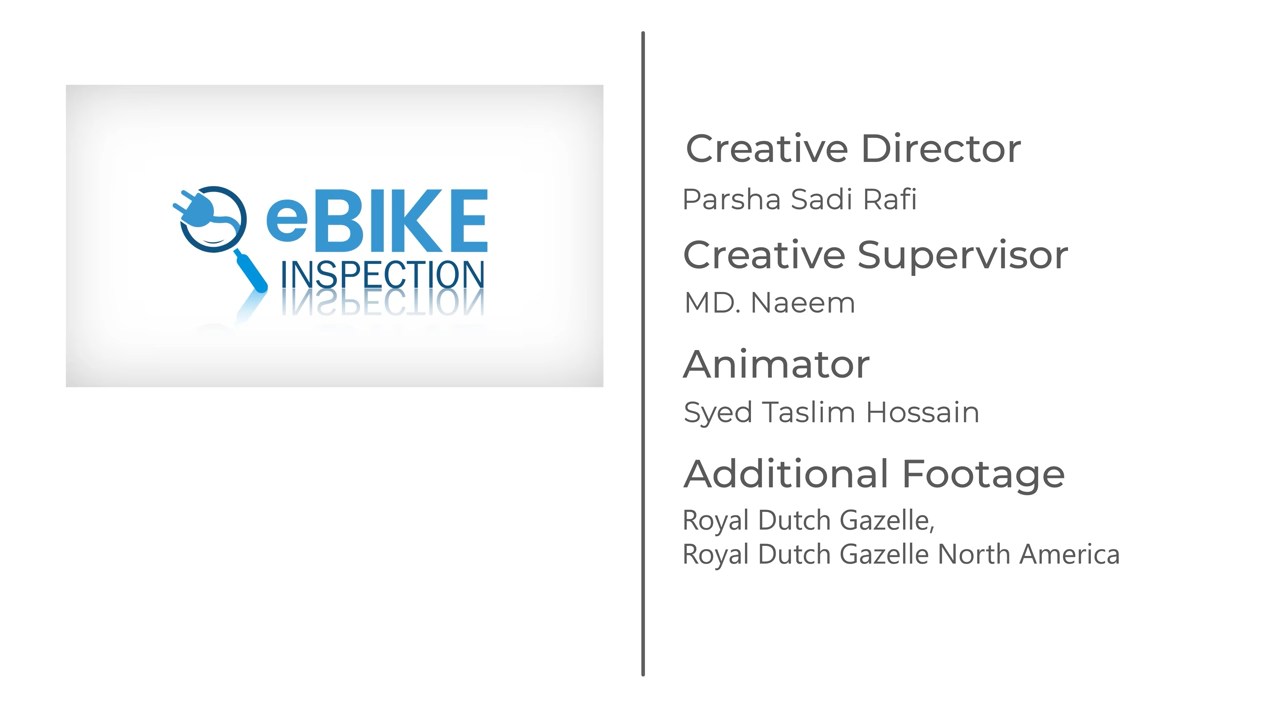 eBIKE
INSPECTION
Creative Director
Parsha Sadi Rafi
Creative Supervisor
MD. Naeem
Animator
Syed Taslim Hossain
Additional Footage
Royal Dutch Gazelle,
Royal Dutch Gazelle North America